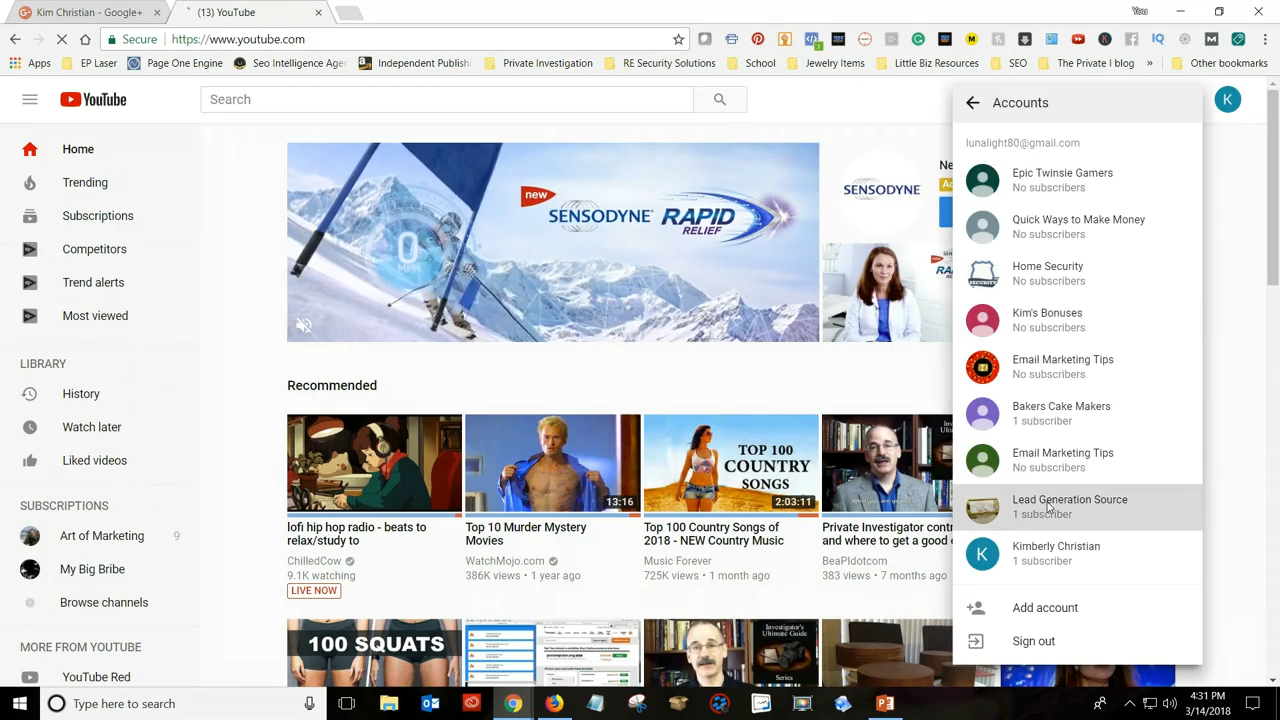 Kim Christian - Google+
(13) YouTube
You
Secure
https://www.youtube.com
Apps
EP Learn
Page One Engine
Seo Intelligence Age
Independent Publish
Private Investigation
RE Security Solutions
School
Jewelry Items
Little Biz Resources
SEO
The Private I blog
»
Other bookmarks
YouTube
Search
K
Home
Trending
Subscriptions
Competitors
Trend alerts
Most viewed
LIBRARY
History
Watch later
Liked videos
SUBSCRIPTIONS
Art of Marketing 9
My Big Bribe
Browse channels
MORE FROM YOUTUBE
new
SENSODYNE RAPID
RELIEF
SENSODYNE
Ne
Ad
Recommended
13:16
TOP 100
COUNTRY
SONGS
2:03:11
lofi hip hop radio - beats to
relax/study to
ChilledCow
9.1K watching
LIVE NOW
Top 10 Murder Mystery
Movies
WatchMojo.com
386K views • 1 year ago
Top 100 Country Songs of
2018 - NEW Country Music
Music Forever
725K views • 1 month ago
Private Investigator contr
and where to get a good c
BeaPIdotcom
383 views • 7 months ago
100 SQUATS
Investigator's
Ultimate Guide
Series
Accounts
lunalight80@gmail.com
Epic Twinsie Gamers
No subscribers
Quick Ways to Make Money
No subscribers
SECURITY
Home Security
No subscribers
Kim's Bonuses
No subscribers
Email Marketing Tips
No subscribers
Bakers Cake Makers
1 subscriber
Email Marketing Tips
No subscribers
Lead Generation Source
1 subscriber
K
Kimberly Christian
1 subscriber
Add account
Sign out
Type here to search
4:31 PM
3/14/2018